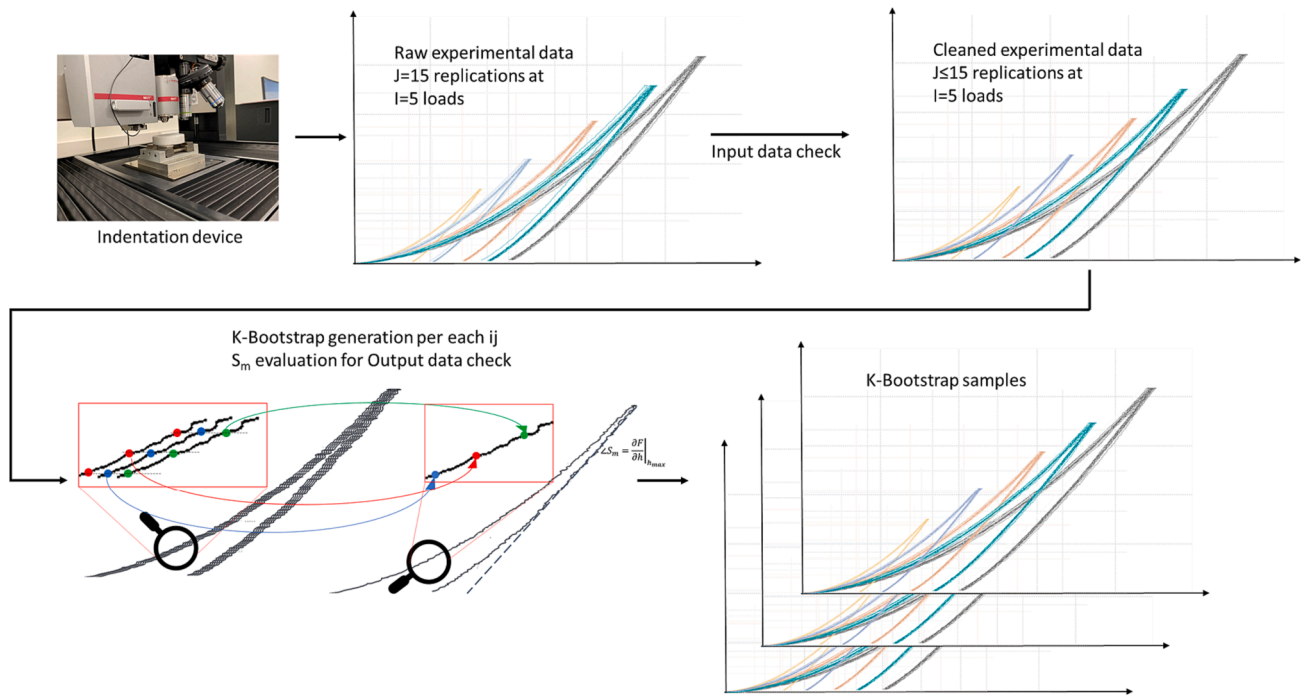 Raw experimental data
J=15 replications at
I=5 loads
Cleaned experimental data
J≤15 replications at
I=5 loads
Input data check
Indentation device
K-Bootstrap generation per each ij
Sₘ evaluation for Output data check
∠Sₘ = ∂F/∂h|hₘₐₓ
K-Bootstrap samples